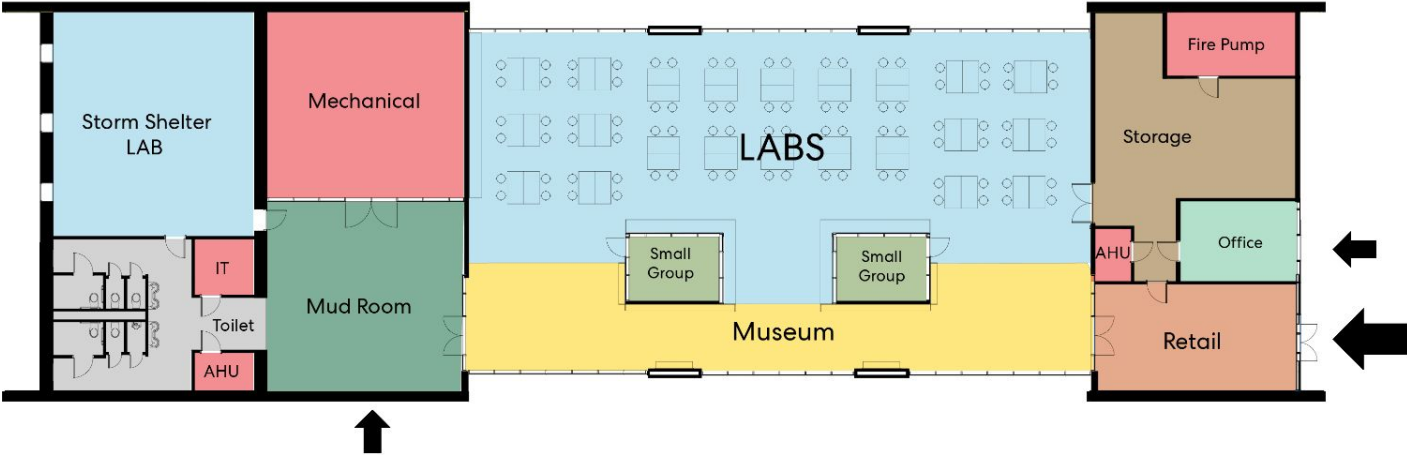 Fire Pump
Mechanical
Storm Shelter
LAB
Storage
LABS
Office
Small
Group
Small
Group
AHU
IT
Mud Room
Toilet
Museum
Retail
AHU